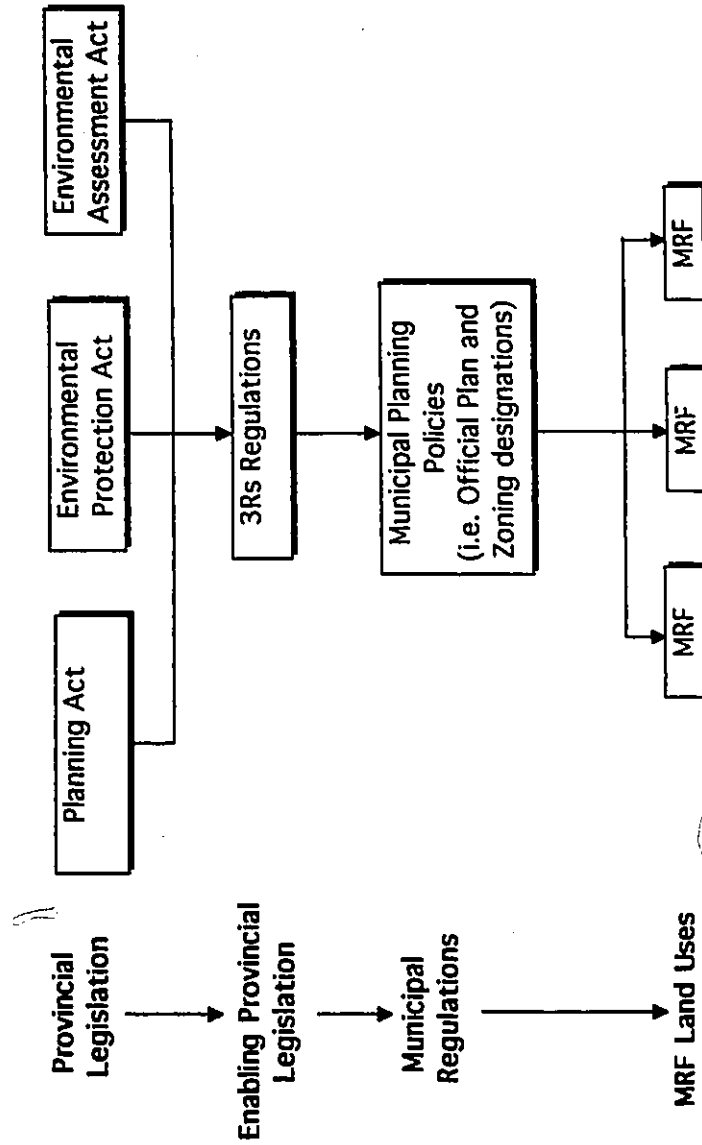 Provincial
Legislation
Planning Act
Environmental
Protection Act
Environmental
Assessment Act
Enabling Provincial
Legislation
3Rs Regulations
Municipal
Regulations
Municipal Planning
Policies
(i.e. Official Plan and
Zoning designations)
MRF Land Uses
MRF
MRF
MRF